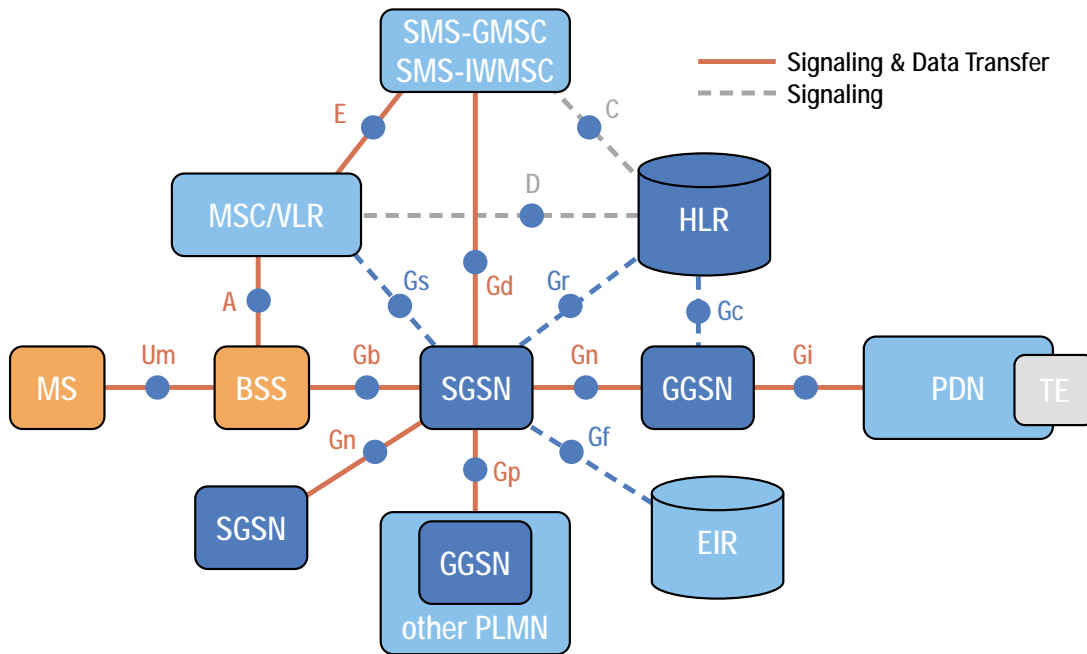 SMS-GMSC
SMS-IWMSC
Signaling & Data Transfer
Signaling
E
C
MSC/VLR
D
HLR
Gs
Gd
Gr
A
Gc
Um
Gb
Gn
Gi
MS
BSS
SGSN
GGSN
PDN
TE
Gn
Gp
Gf
SGSN
GGSN
EIR
other PLMN